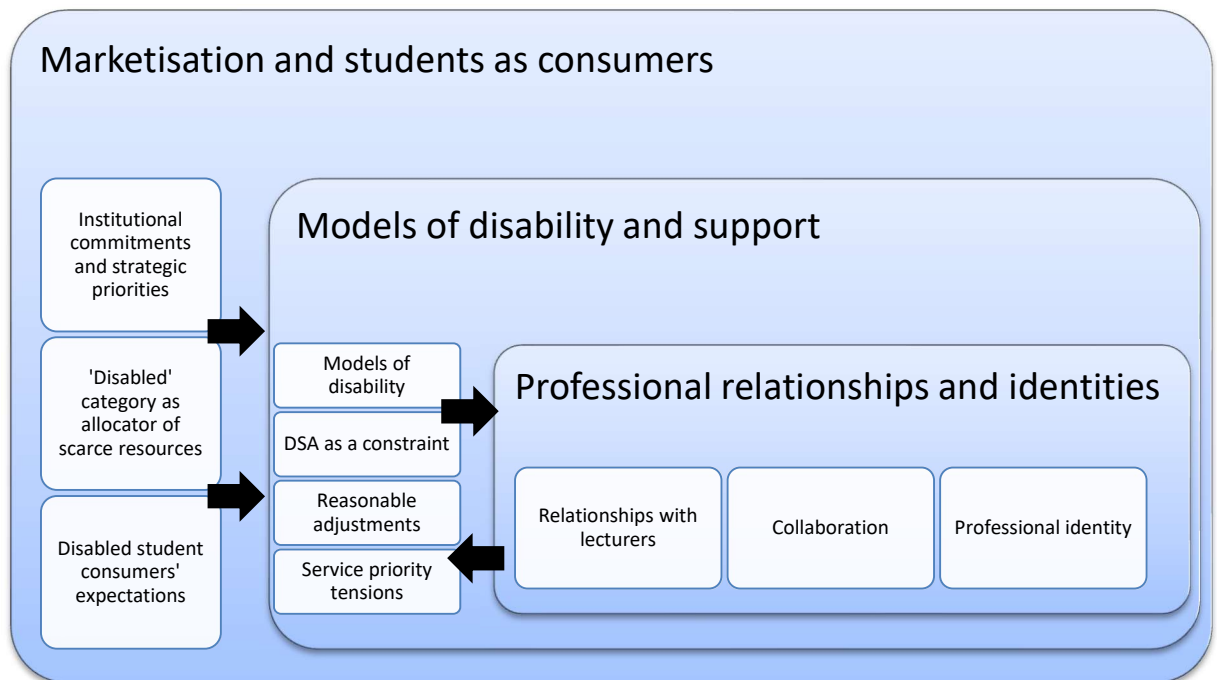 Marketisation and students as consumers
Institutional
commitments
and strategic
priorities
'Disabled'
category as
allocator of
scarce resources
Disabled student
consumers'
expectations
Models of disability and support
Models of
disability
DSA as a constraint
Reasonable
adjustments
Service priority
tensions
Professional relationships and identities
Relationships with
lecturers
Collaboration
Professional identity